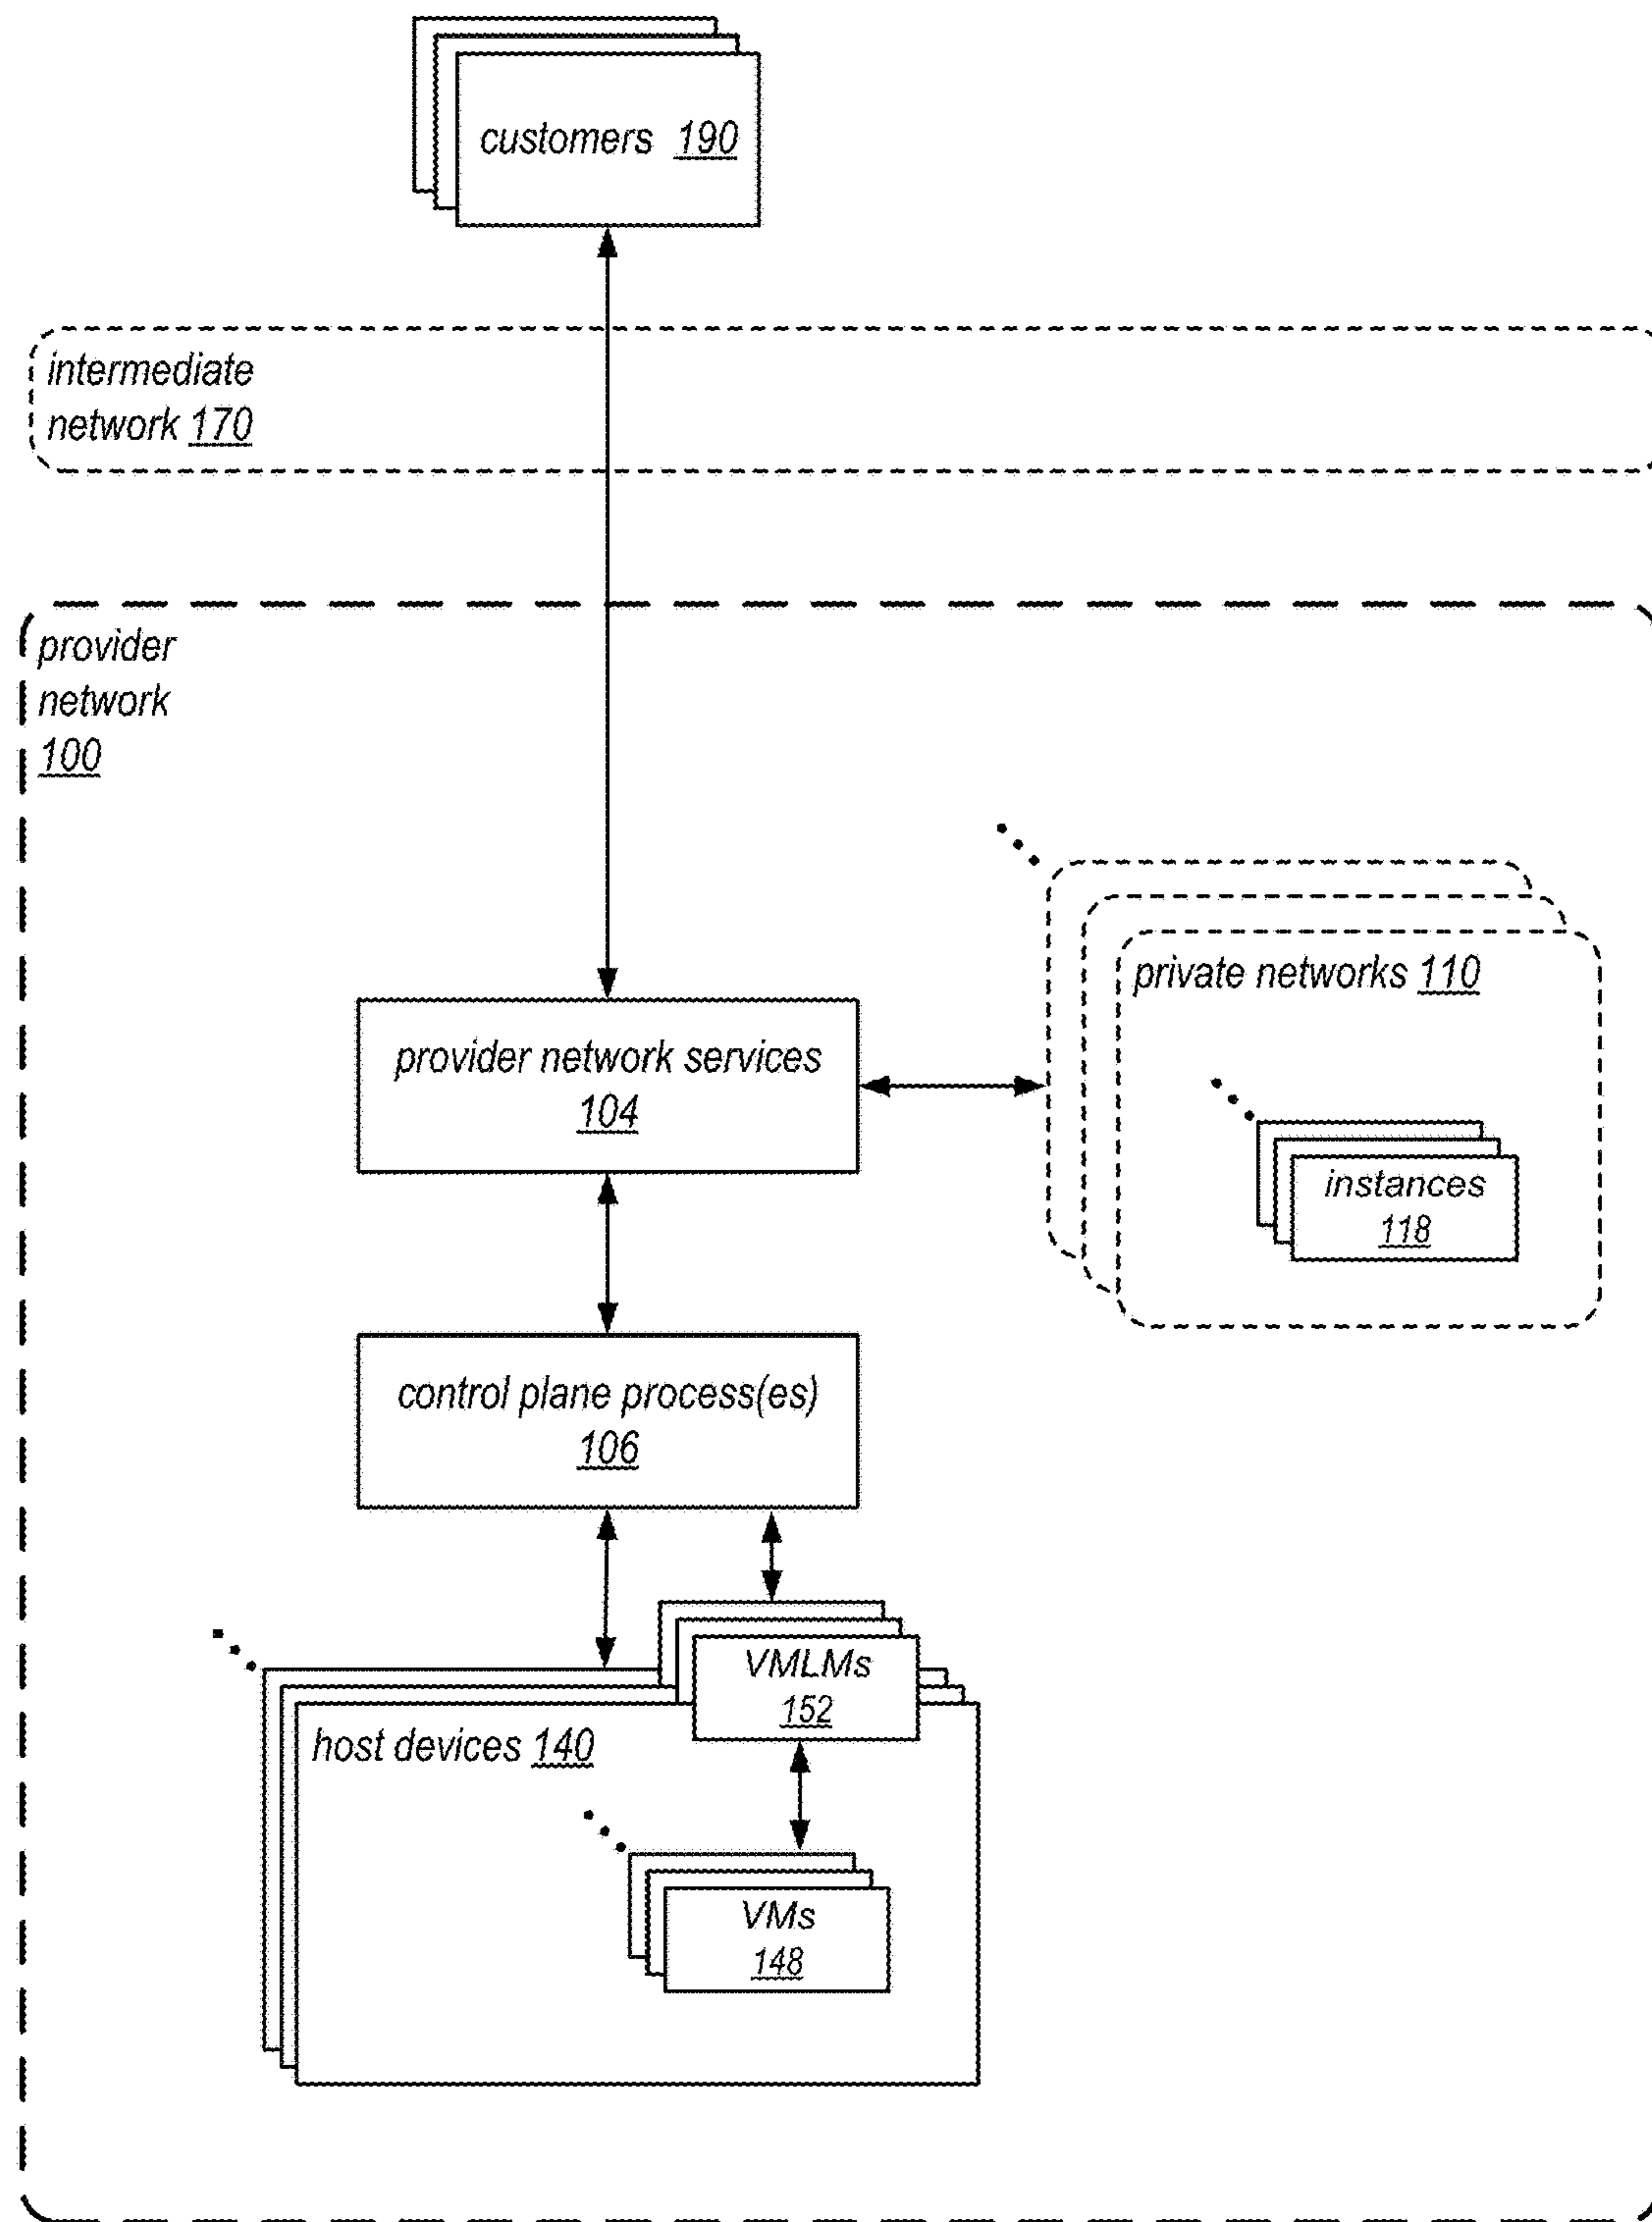 customers 190
intermediate
network 170
provider
network
100
private networks 110
provider network services
104
instances
118
control plane process(es)
106
VMLMs
152
host devices 140
VMs
148